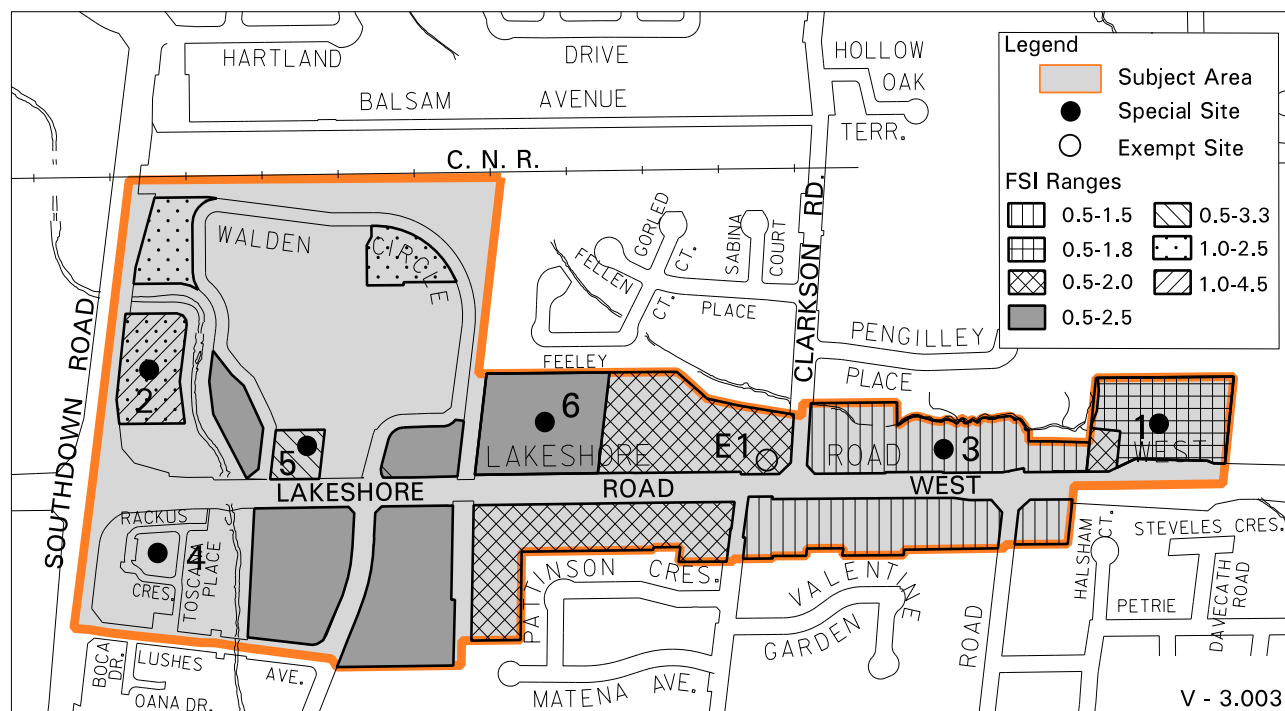 HARTLAND
DRIVE
HOLLOW
OAK
TERR.
BALSAM AVENUE
C. N. R.
Legend
Subject Area
Special Site
Exempt Site
FSI Ranges
0.5-1.5
0.5-1.8
0.5-2.0
0.5-2.5
0.5-3.3
1.0-2.5
1.0-4.5
WALDEN
CIRCLE
GORLED
CT.
SABINA
COURT
FELLEN
CT.
PLACE
FEELEY
CLARKSON RD.
PENGILLEY
PLACE
SOUTHDOWN ROAD
2
5
6
E1
3
1
4
LAKESHORE
ROAD
WEST
LAKESHORE
ROAD
WEST
RACKUS
CRES.
TOSCA
PLACE
PATTINSON CRES.
VALENTINE
GARDEN
ROAD
HALSHAM
CT.
STEVELES CRES.
PETRIE
DAVECATH
ROAD
BOCA
DR.
LUSHES
AVE.
OANA DR.
MATENA AVE.
V - 3.003